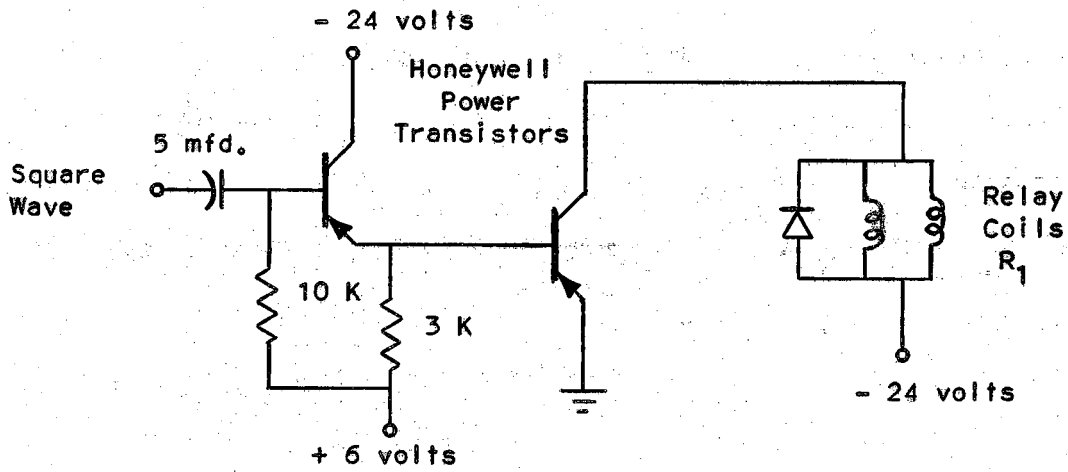 - 24 volts
Honeywell
Power
Transistors
5 mfd.
Square
Wave
Relay
Coils
R1
10 K
3 K
- 24 volts
+ 6 volts